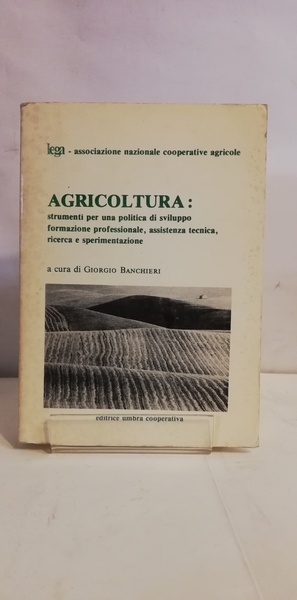 lega - associazione nazionale cooperative agricole
AGRICOLTURA:
strumenti per una politica di sviluppo
formazione professionale, assistenza tecnica,
ricerca e sperimentazione
a cura di GIORGIO BANCHIERI
editrice umbra cooperativa